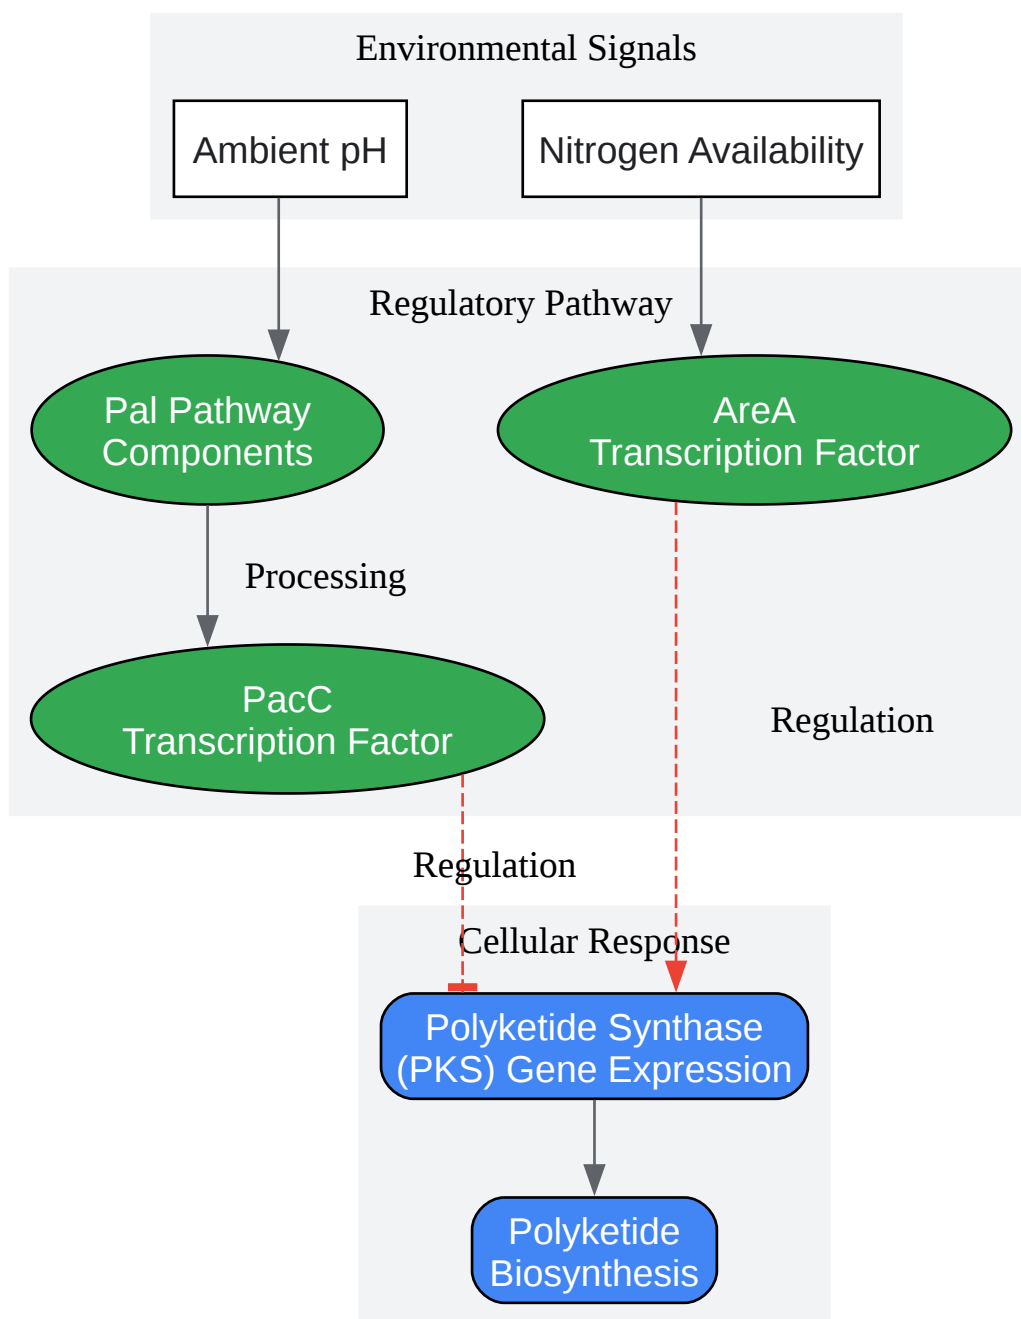 Environmental Signals
Ambient pH
Nitrogen Availability
Regulatory Pathway
Pal Pathway
Components
AreA
Transcription Factor
Processing
PacC
Transcription Factor
Regulation
Regulation
Cellular Response
Polyketide Synthase
(PKS) Gene Expression
Polyketide
Biosynthesis